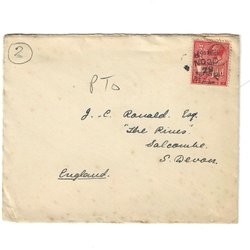 2
PTO
J. C. Ronald Esq.
"The Pines"
Salcombe
S. Devon.
England.